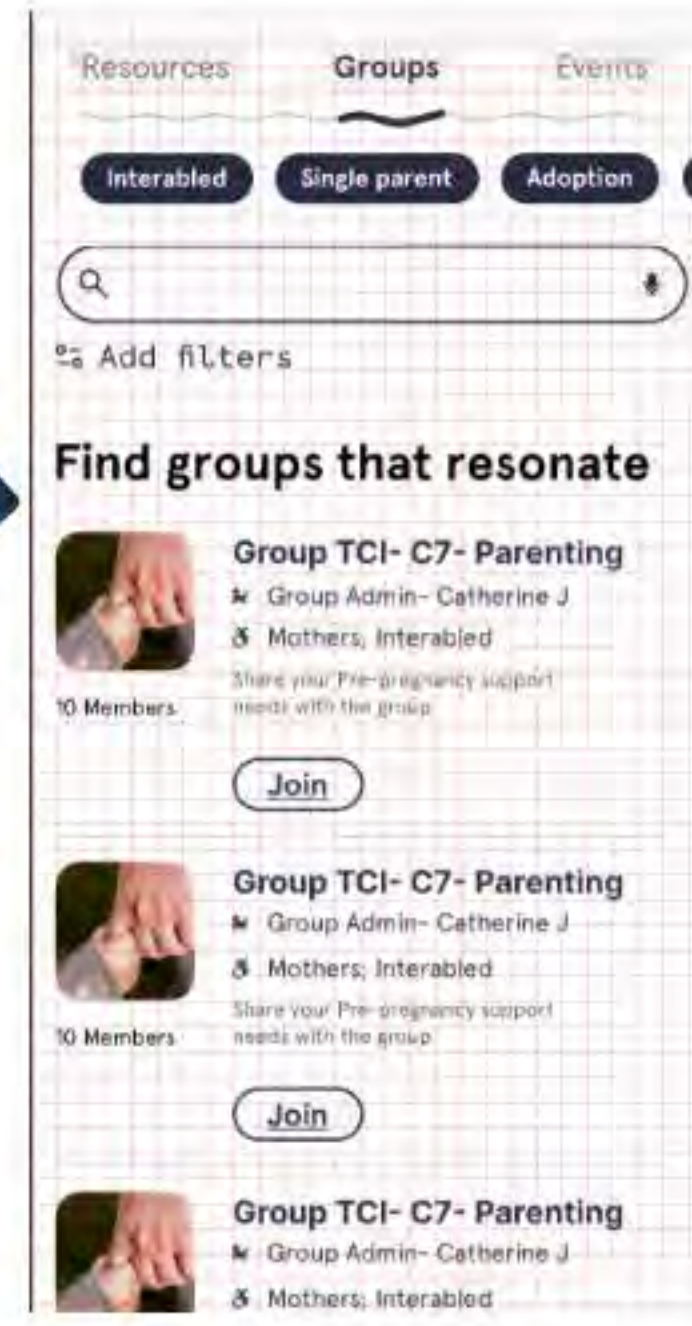 Resources Groups Events
Interabled Single parent Adoption
Add filters
Find groups that resonate
Group TCI- C7- Parenting
Group Admin- Catherine J
Mothers, Interabled
Share your Pre-pregnancy support
needs with the group
10 Members
Join
Group TCI- C7- Parenting
Group Admin- Catherine J
Mothers, Interabled
Share your Pre-pregnancy support
needs with the group
10 Members
Join
Group TCI- C7- Parenting
Group Admin- Catherine J
Mothers, Interabled